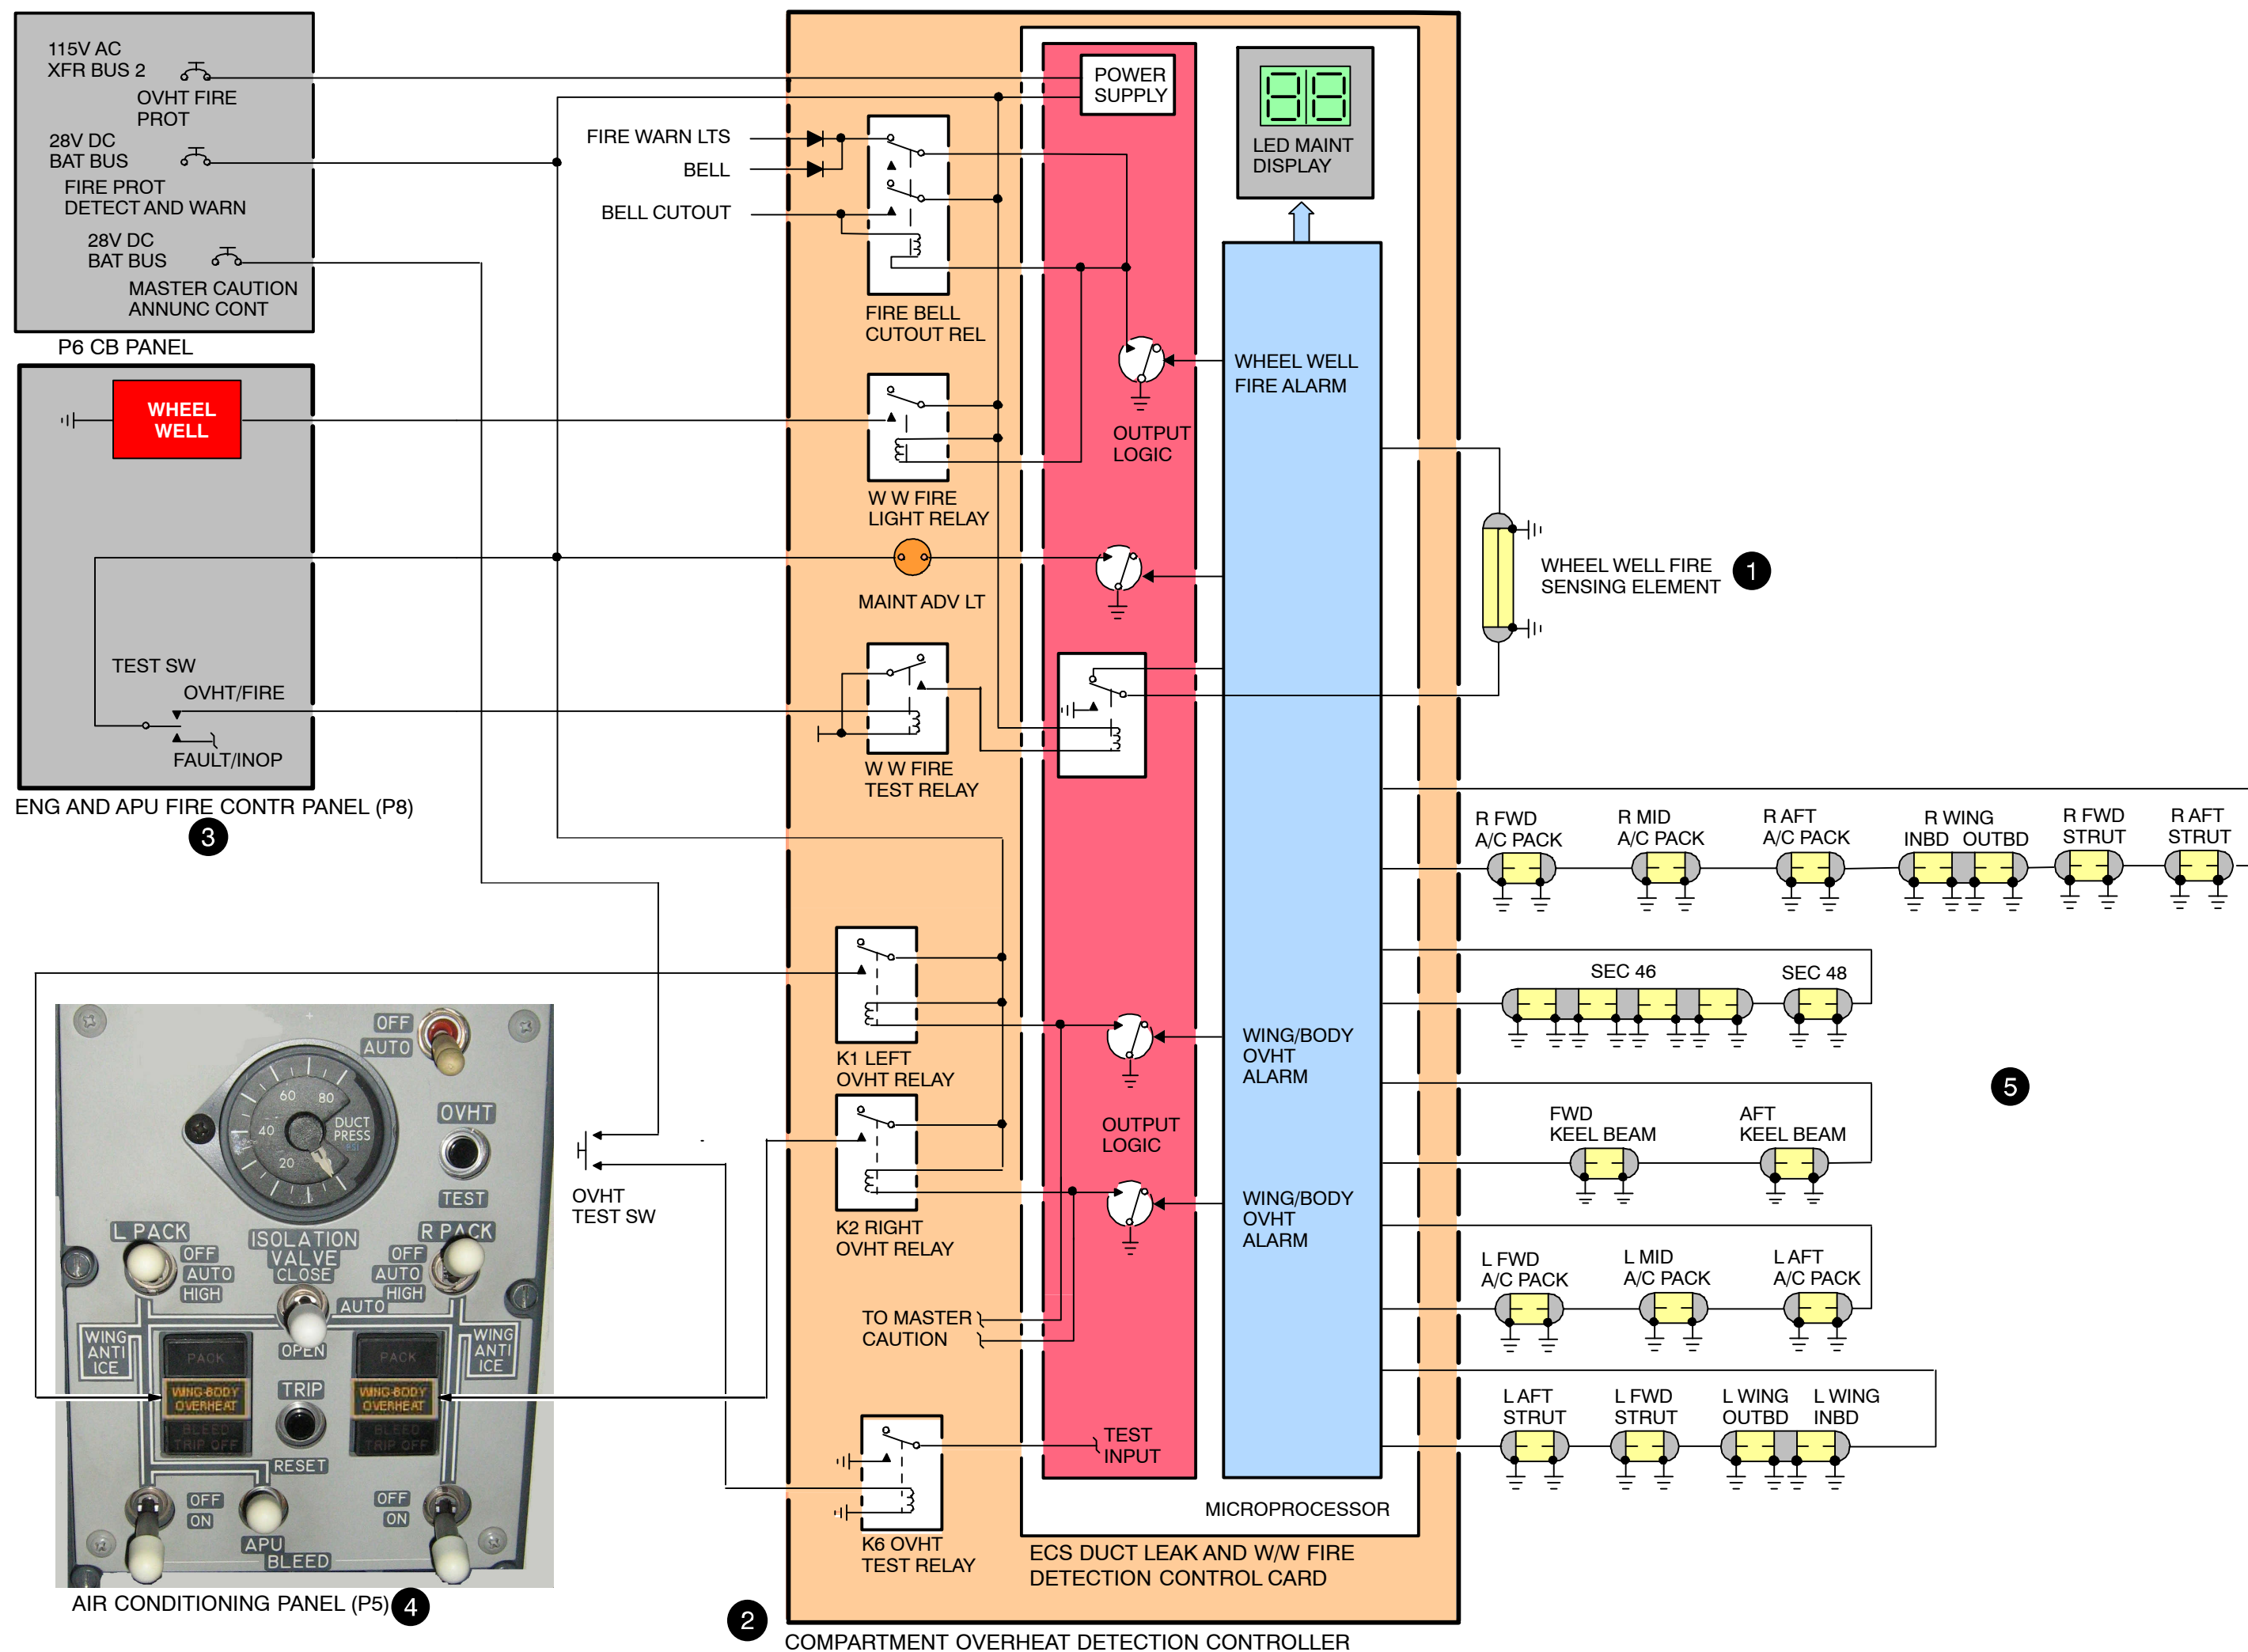 115V AC
XFR BUS 2
OVHT FIRE
PROT
28V DC
BAT BUS
FIRE PROT
DETECT AND WARN
28V DC
BAT BUS
MASTER CAUTION
ANNUNC CONT
P6 CB PANEL
WHEEL
WELL
TEST SW
OVHT/FIRE
FAULT/INOP
ENG AND APU FIRE CONTR PANEL (P8)
3
FIRE WARN LTS
BELL
BELL CUTOUT
FIRE BELL
CUTOUT REL
W W FIRE
LIGHT RELAY
MAINT ADV LT
W W FIRE
TEST RELAY
K1 LEFT
OVHT RELAY
K2 RIGHT
OVHT RELAY
TO MASTER
CAUTION
K6 OVHT
TEST RELAY
POWER
SUPPLY
OUTPUT
LOGIC
OUTPUT
LOGIC
TEST
INPUT
LED MAINT
DISPLAY
WHEEL WELL
FIRE ALARM
WING/BODY
OVHT
ALARM
WING/BODY
OVHT
ALARM
MICROPROCESSOR
ECS DUCT LEAK AND W/W FIRE
DETECTION CONTROL CARD
2
COMPARTMENT OVERHEAT DETECTION CONTROLLER
WHEEL WELL FIRE
SENSING ELEMENT
1
R FWD
A/C PACK
R MID
A/C PACK
R AFT
A/C PACK
R WING
INBD OUTBD
R FWD
STRUT
R AFT
STRUT
SEC 46
SEC 48
5
FWD
KEEL BEAM
AFT
KEEL BEAM
L FWD
A/C PACK
L MID
A/C PACK
L AFT
A/C PACK
L AFT
STRUT
L FWD
STRUT
L WING
OUTBD
L WING
INBD
OVHT
TEST SW
OFF
AUTO
60 80
40
20
DUCT
PRESS
PSI
OVHT
TEST
L PACK
OFF
AUTO
HIGH
ISOLATION
VALVE
CLOSE
AUTO
OPEN
R PACK
OFF
AUTO
HIGH
WING
ANTI
ICE
WING
ANTI
ICE
PACK
WING-BODY
OVERHEAT
BLEED
TRIP OFF
TRIP
RESET
PACK
WING-BODY
OVERHEAT
BLEED
TRIP OFF
OFF
ON
APU
BLEED
OFF
ON
AIR CONDITIONING PANEL (P5)
4